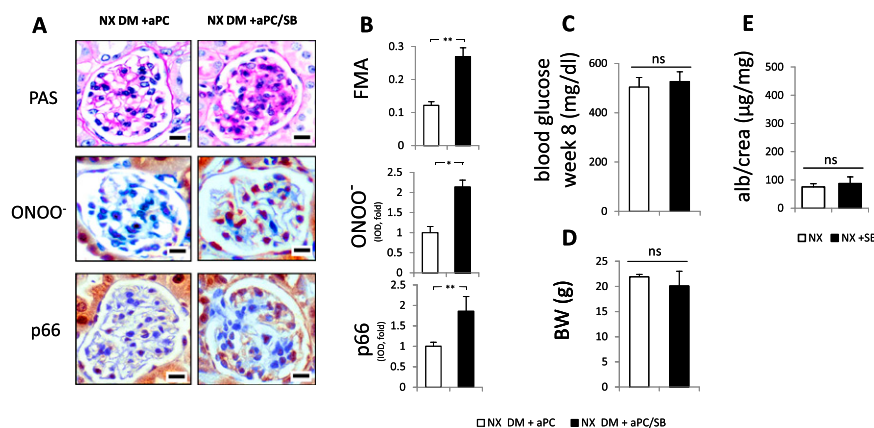 A
NX DM +aPC
NX DM +aPC/SB
PAS
ONOO-
p66
B
FMA
0.3
0.2
0.1
0
**
ONOO-
(IOD, fold)
2.5
2
1.5
1
0.5
0
*
p66
(IOD, fold)
2.5
2
1.5
1
0.5
0
**
C
blood glucose
week 8 (mg/dl)
600
400
200
0
ns
D
BW (g)
25
20
15
10
5
0
ns
E
alb/crea (µg/mg)
500
400
300
200
100
0
ns
NX
NX +SB
NX DM + aPC
NX DM + aPC/SB